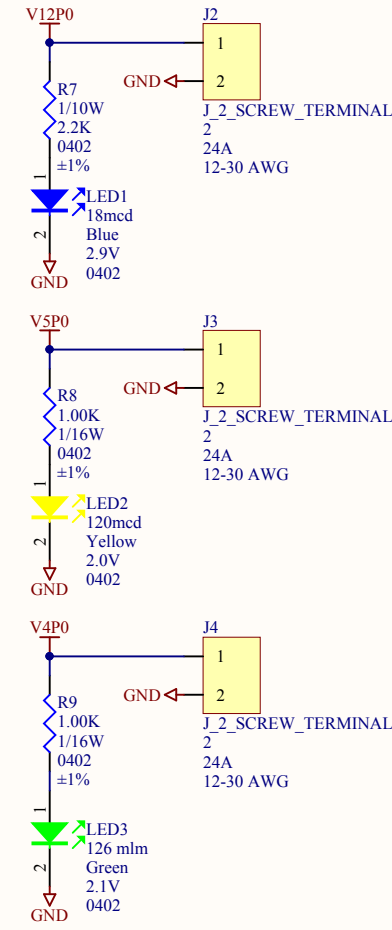 V12P0
J2
1
GND
2
R7
1/10W
2.2K
0402
±1%
J_2_SCREW_TERMINAL
2
24A
12-30 AWG
1
LED1
18mcd
Blue
2.9V
0402
2
GND
V5P0
J3
1
GND
2
R8
1.00K
1/16W
0402
±1%
J_2_SCREW_TERMINAL
2
24A
12-30 AWG
1
LED2
120mcd
Yellow
2.0V
0402
2
GND
V4P0
J4
1
GND
2
R9
1.00K
1/16W
0402
±1%
J_2_SCREW_TERMINAL
2
24A
12-30 AWG
1
LED3
126 mlm
Green
2.1V
0402
2
GND